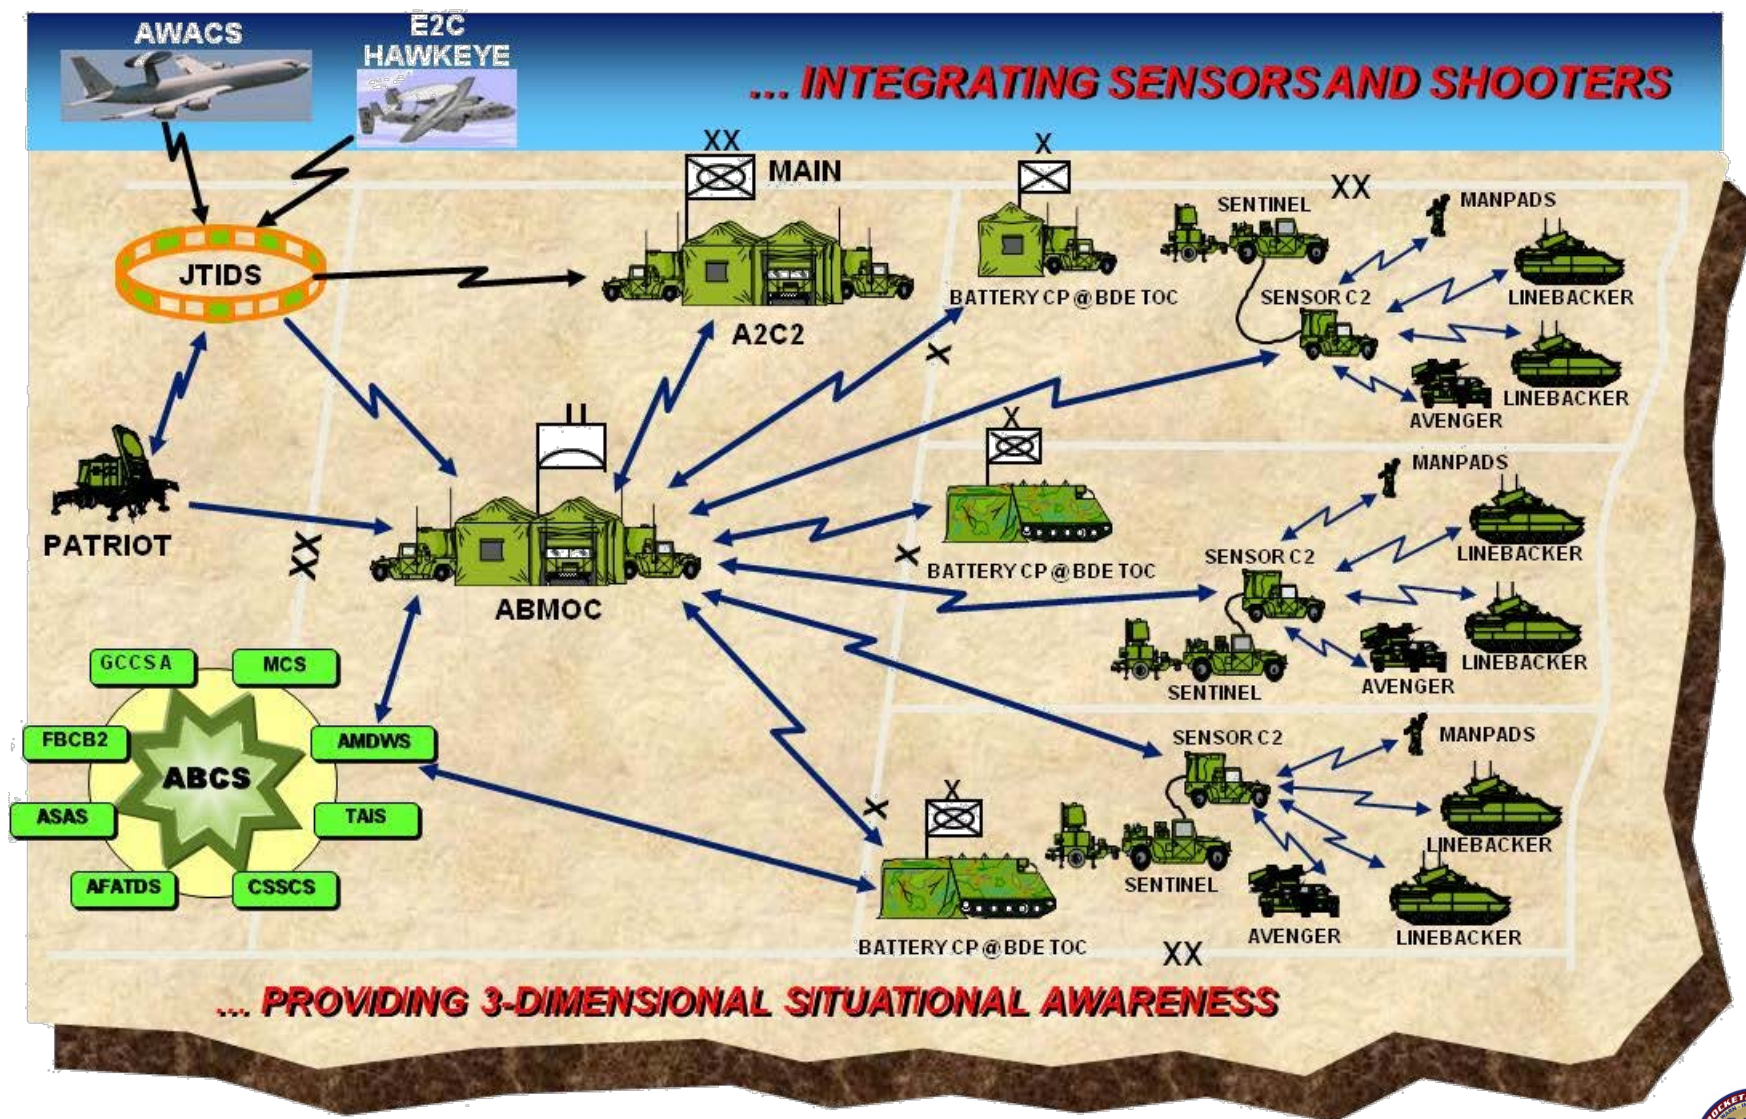 AWACS
E2C
HAWKEYE
... INTEGRATING SENSORS AND SHOOTERS
XX
MAIN
X
XX
SENTINEL
MANPADS
JTIDS
BATTERY CP @ BDE TOC
SENSOR C2
LINEBACKER
A2C2
X
LINEBACKER
AVENGER
II
X
MANPADS
PATRIOT
XX
X
BATTERY CP @ BDE TOC
SENSOR C2
LINEBACKER
ABMOC
GCCSA
MCS
SENTINEL
AVENGER
LINEBACKER
FBCB2
AMDWS
SENSOR C2
MANPADS
ABCS
X
X
ASAS
TAIS
LINEBACKER
AFATDS
CSSCS
SENTINEL
BATTERY CP @ BDE TOC
XX
AVENGER
LINEBACKER
... PROVIDING 3-DIMENSIONAL SITUATIONAL AWARENESS